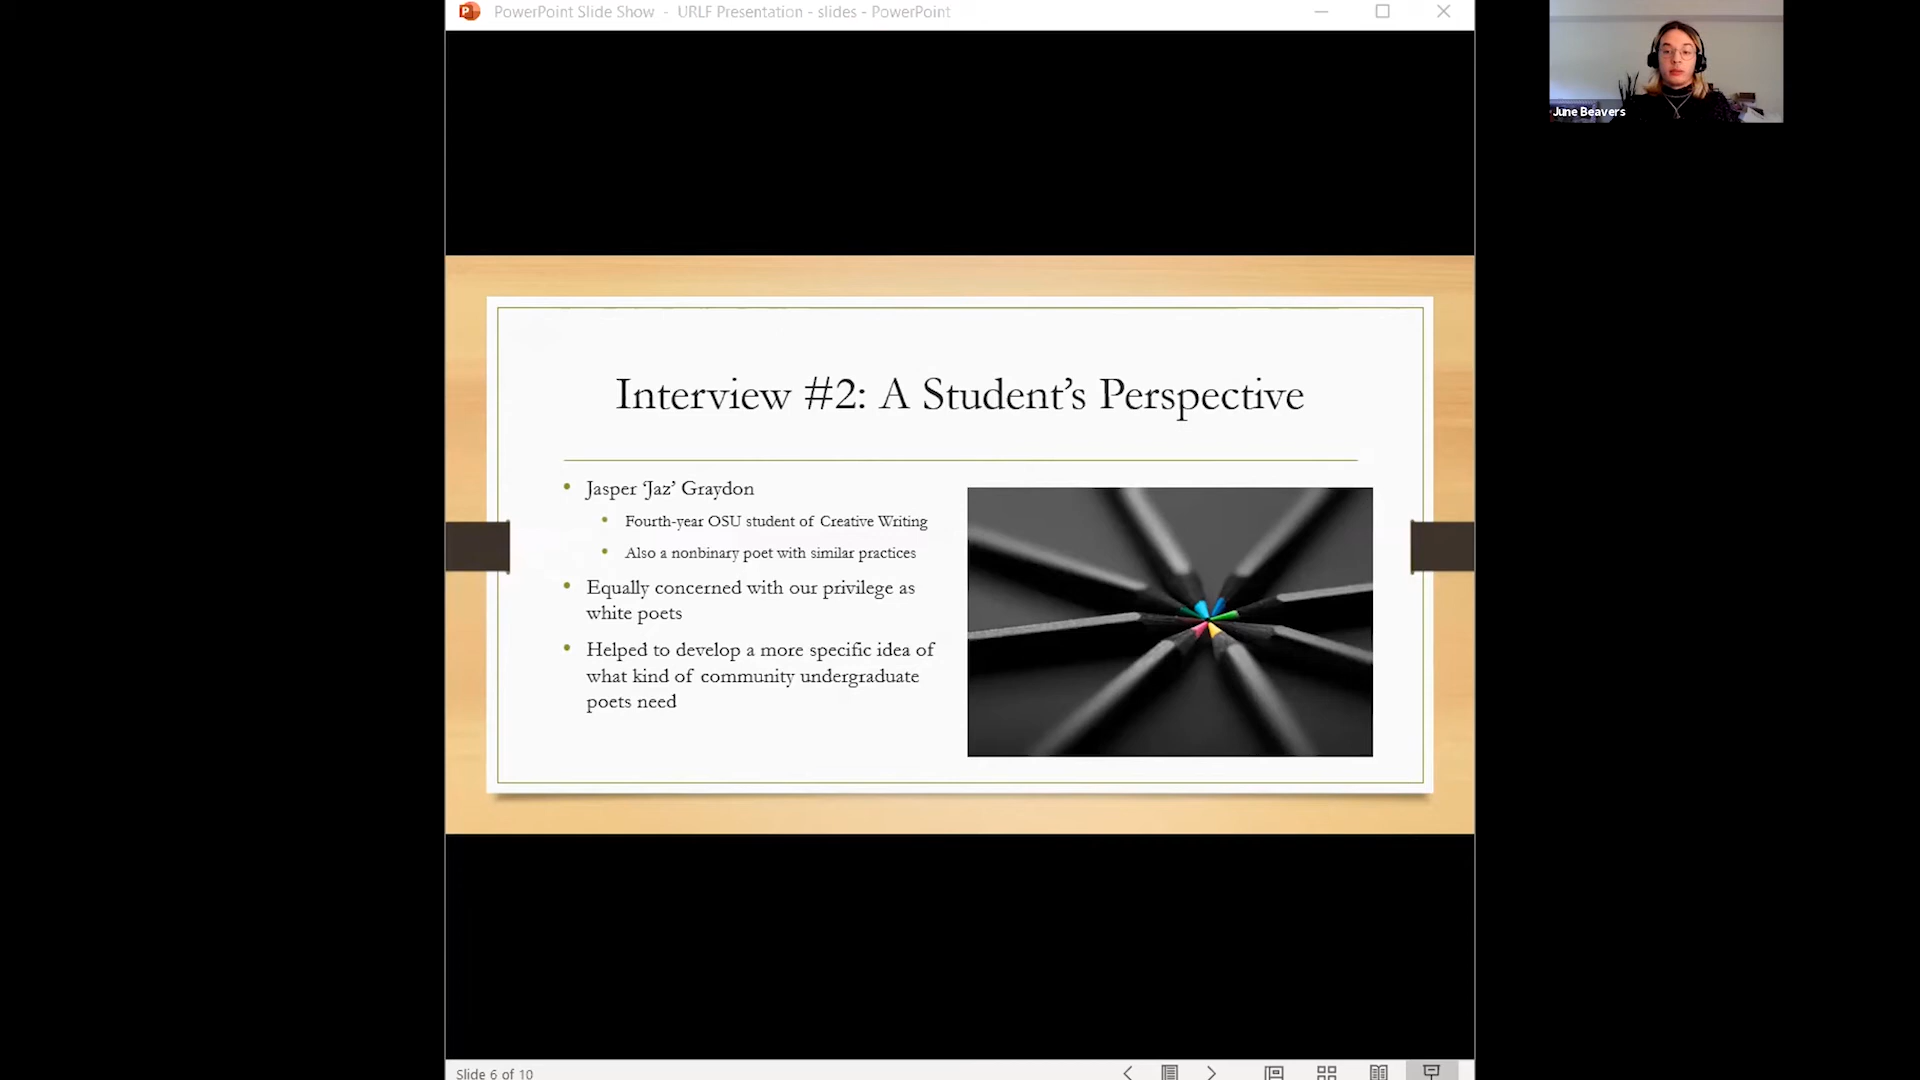 PowerPoint Slide Show - URLF Presentation - slides - PowerPoint
June Beavers
Interview #2: A Student’s Perspective
• Jasper ‘Jaz’ Graydon
• Fourth-year OSU student of Creative Writing
• Also a nonbinary poet with similar practices
• Equally concerned with our privilege as
white poets
• Helped to develop a more specific idea of
what kind of community undergraduate
poets need
Slide 6 of 10